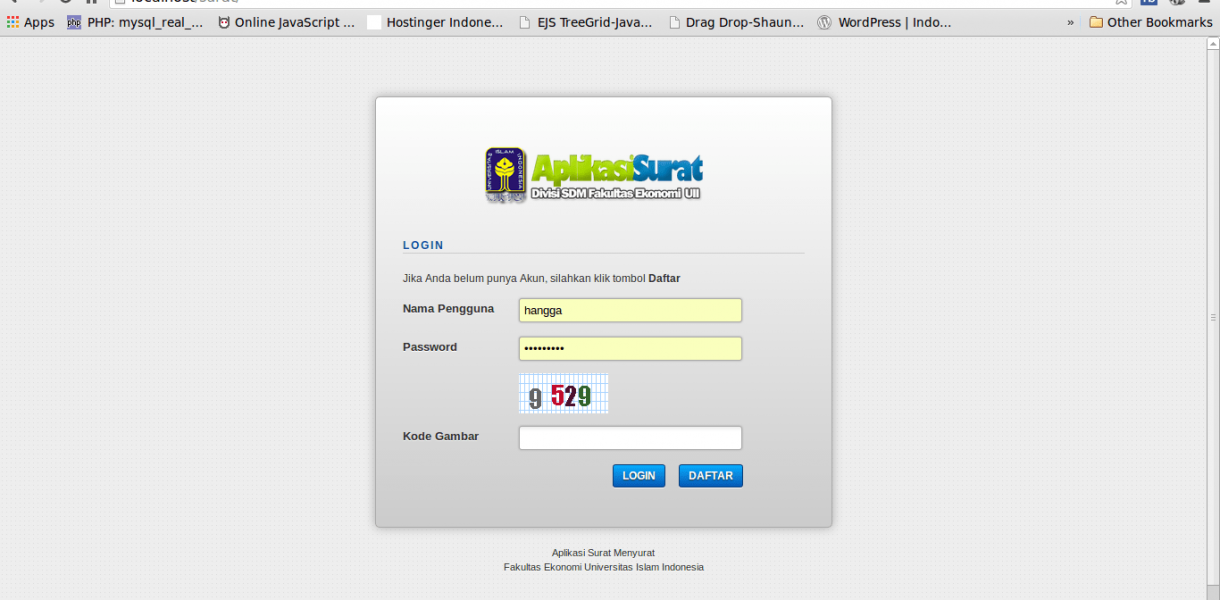 Apps PHP: mysql_real_... Online JavaScript ... Hostinger Indone... EJS TreeGrid-Java... Drag Drop-Shaun... WordPress | Indo... » Other Bookmarks
ISLAM
INDONESIA
UNIVERSITAS
AplikasiSurat
Divisi SDM Fakultas Ekonomi UII
LOGIN
Jika Anda belum punya Akun, silahkan klik tombol Daftar
Nama Pengguna hangga
Password •••••••••
9 529
Kode Gambar
LOGIN DAFTAR
Aplikasi Surat Menyurat
Fakultas Ekonomi Universitas Islam Indonesia